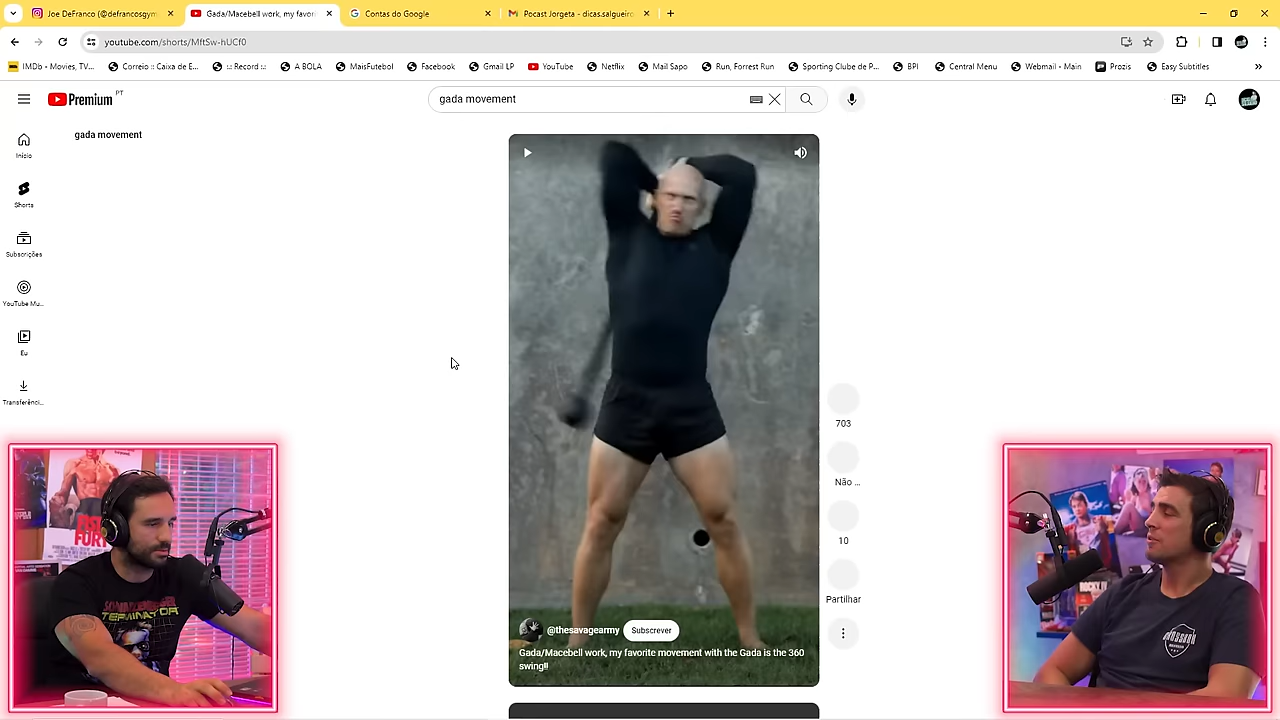 Joe DeFranco (@defrancosgym
Gada/Macebell work, my favor
Contas do Google
Pocast Jorgeta - dicas.salgueiro
youtube.com/shorts/MftSw-hUCf0
IMDb - Movies, TV...
Correio :: Caixa de E...
::: Record :::
A BOLA
MaisFutebol
Facebook
Gmail LP
YouTube
Netflix
Mail Sapo
Run, Forrest Run
Sporting Clube de P...
BPI
Central Menu
Webmail - Main
Prozis
Easy Subtitles
Premium
PT
gada movement
gada movement
Início
Shorts
Subscrições
YouTube Mu...
Eu
Transferênci...
703
Não ...
10
Partilhar
@thesavagearmy
Subscrever
Gada/Macebell work, my favorite movement with the Gada is the 360
swing!!
TERMINATOR